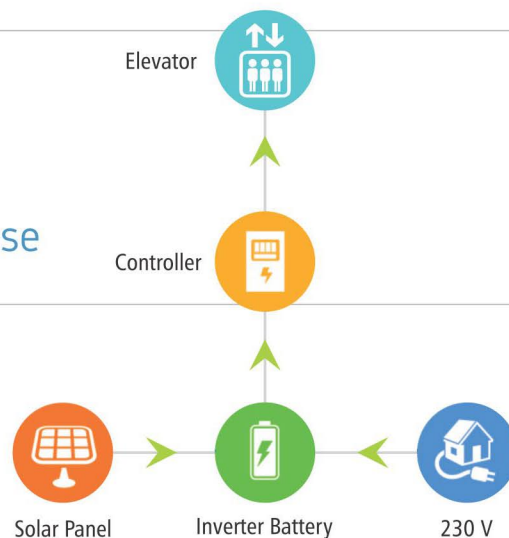 Elevator
se
Controller
Solar Panel
Inverter Battery
230 V